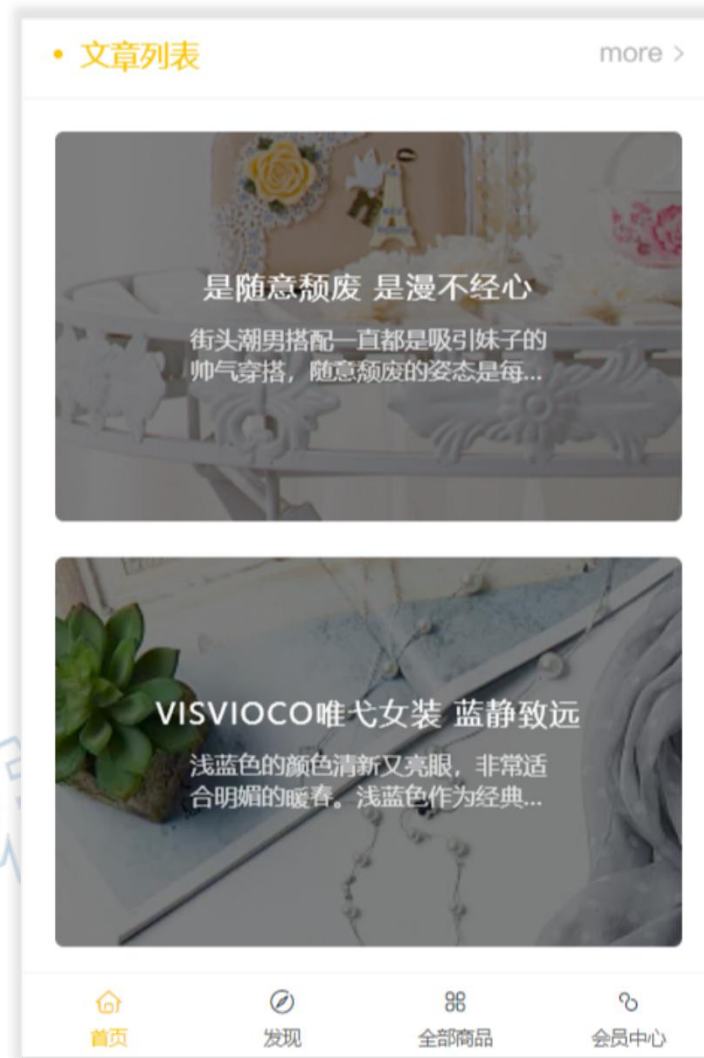 文章列表
more >
是随意颓废 是漫不经心
街头潮男搭配一直都是吸引妹子的
帅气穿搭，随意颓废的姿态是每...
VISVIOCO唯弋女装 蓝静致远
浅蓝色的颜色清新又亮眼，非常适
合明媚的暖春。浅蓝色作为经典...
首页
发现
全部商品
会员中心